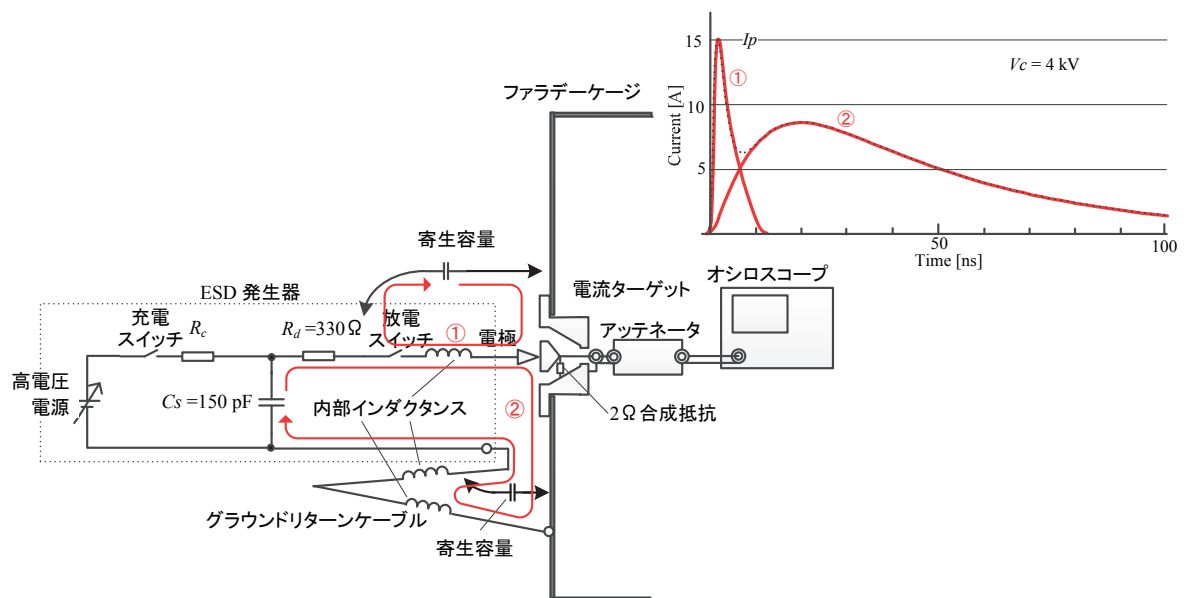 15
Ip
①
Vc = 4 kV
10
②
5
Current [A]
50
100
Time [ns]
ファラデーケージ
寄生容量
ESD 発生器
充電
スイッチ
Rc
Rd =330Ω
放電
スイッチ
①
電極
電流ターゲット
アッテネータ
オシロスコープ
高電圧
電源
Cs =150 pF
内部インダクタンス
②
2Ω合成抵抗
グラウンドリターンケーブル
寄生容量